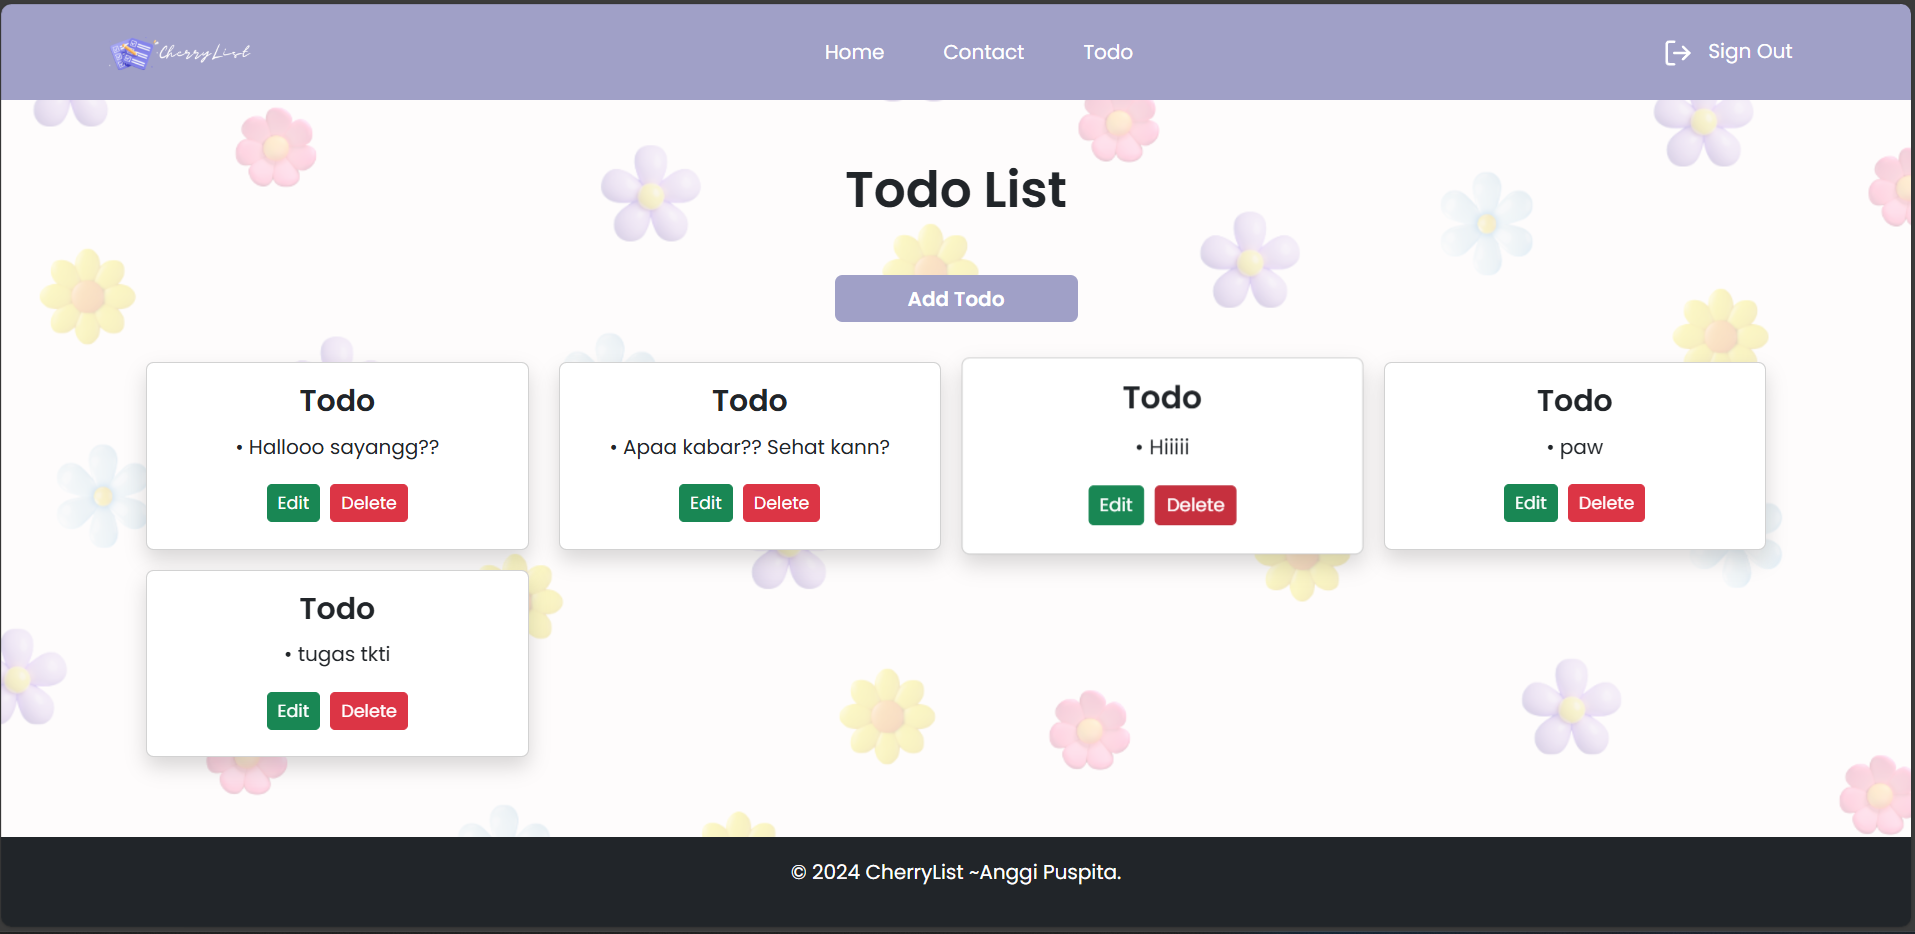 CherryList
Home Contact Todo
Sign Out
Todo List
Add Todo
Todo
• Hallooo sayangg??
Edit Delete
Todo
• Apaa kabar?? Sehat kann?
Edit Delete
Todo
• Hiiiii
Edit Delete
Todo
• paw
Edit Delete
Todo
• tugas tkti
Edit Delete
© 2024 CherryList ~Anggi Puspita.